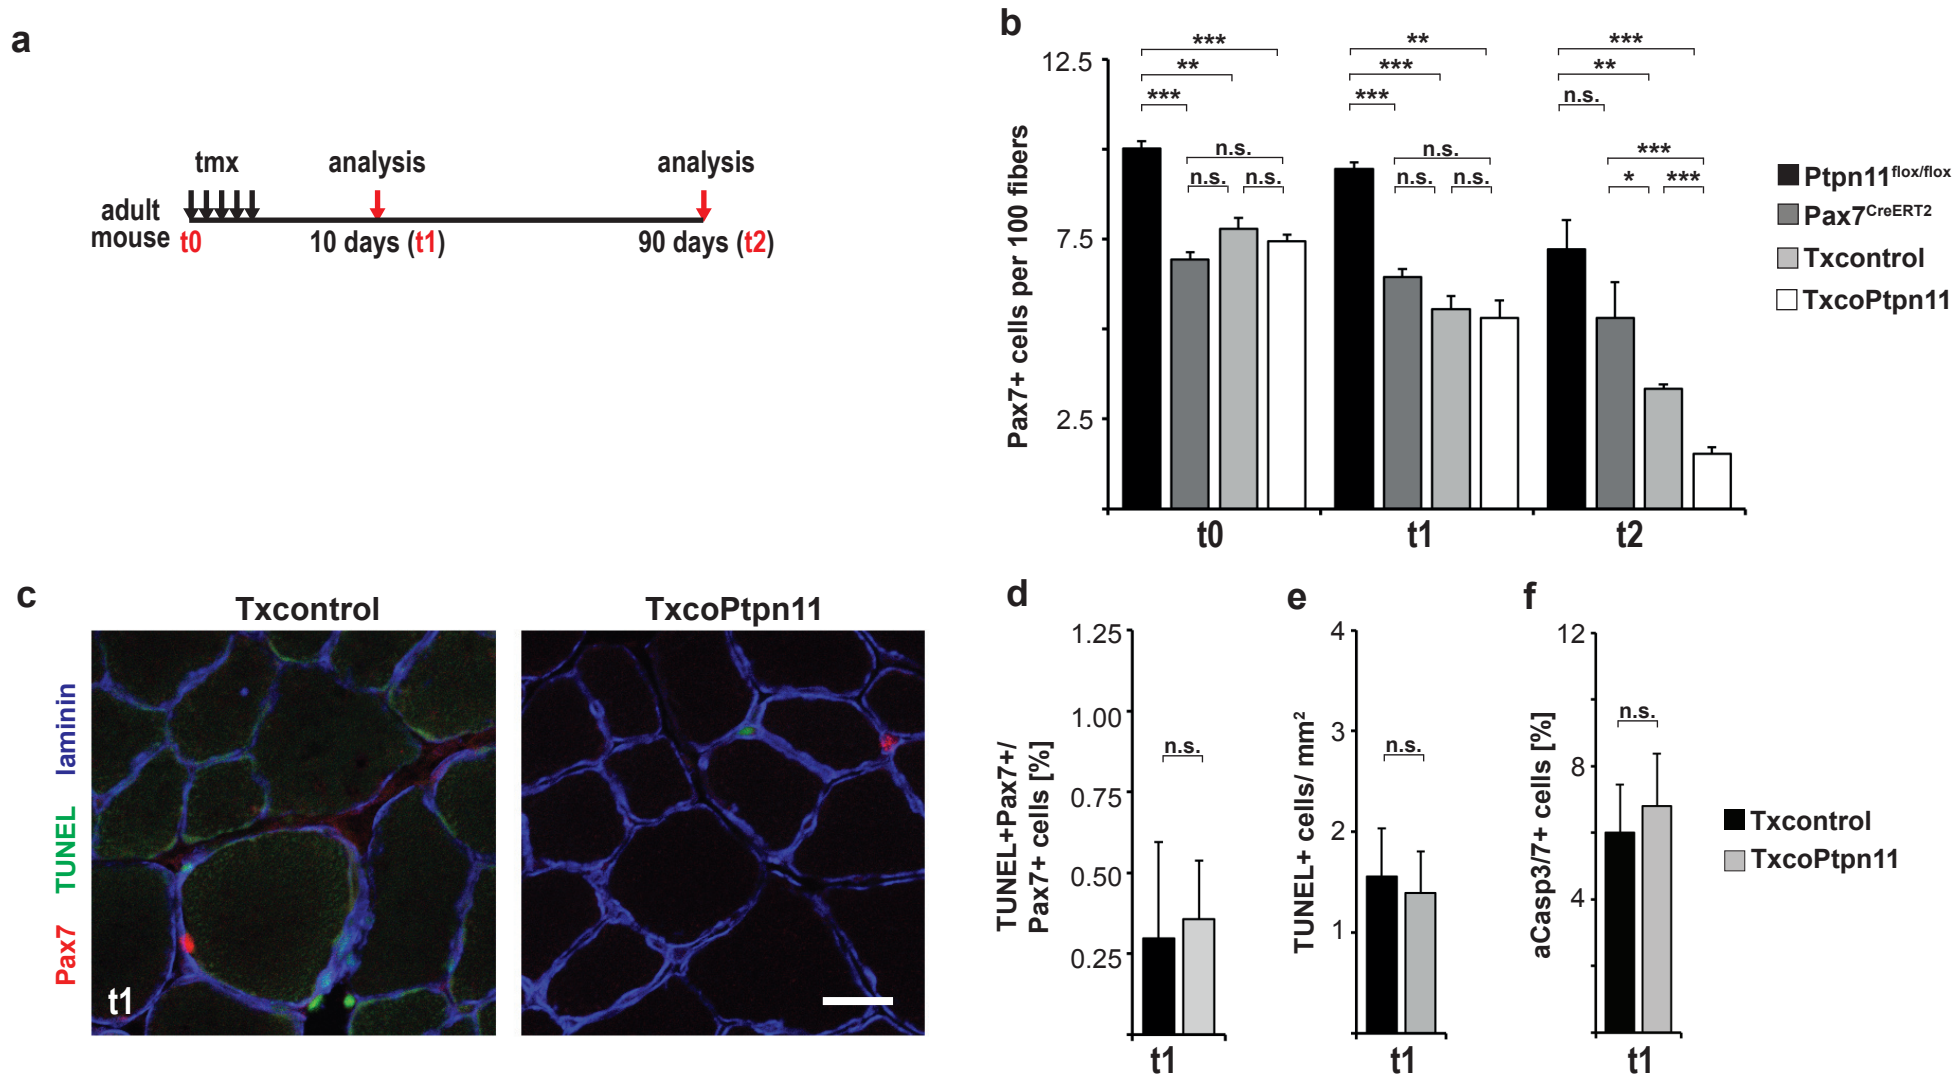 a
tmx
analysis
analysis
adult
mouse t0
10 days (t1)
90 days (t2)
b
Pax7+ cells per 100 fibers
12.5
7.5
2.5
***
**
***
n.s.
n.s.
n.s.
**
***
***
n.s.
n.s.
n.s.
***
**
n.s.
***
*
***
t0
t1
t2
Ptpn11flox/flox
Pax7CreERT2
Txcontrol
TxcoPtpn11
c
Txcontrol
TxcoPtpn11
Pax7 TUNEL laminin
t1
d
TUNEL+Pax7+/
Pax7+ cells [%]
1.25
1.00
0.75
0.50
0.25
n.s.
t1
e
TUNEL+ cells/ mm2
4
3
2
1
n.s.
t1
f
aCasp3/7+ cells [%]
12
8
4
n.s.
t1
Txcontrol
TxcoPtpn11